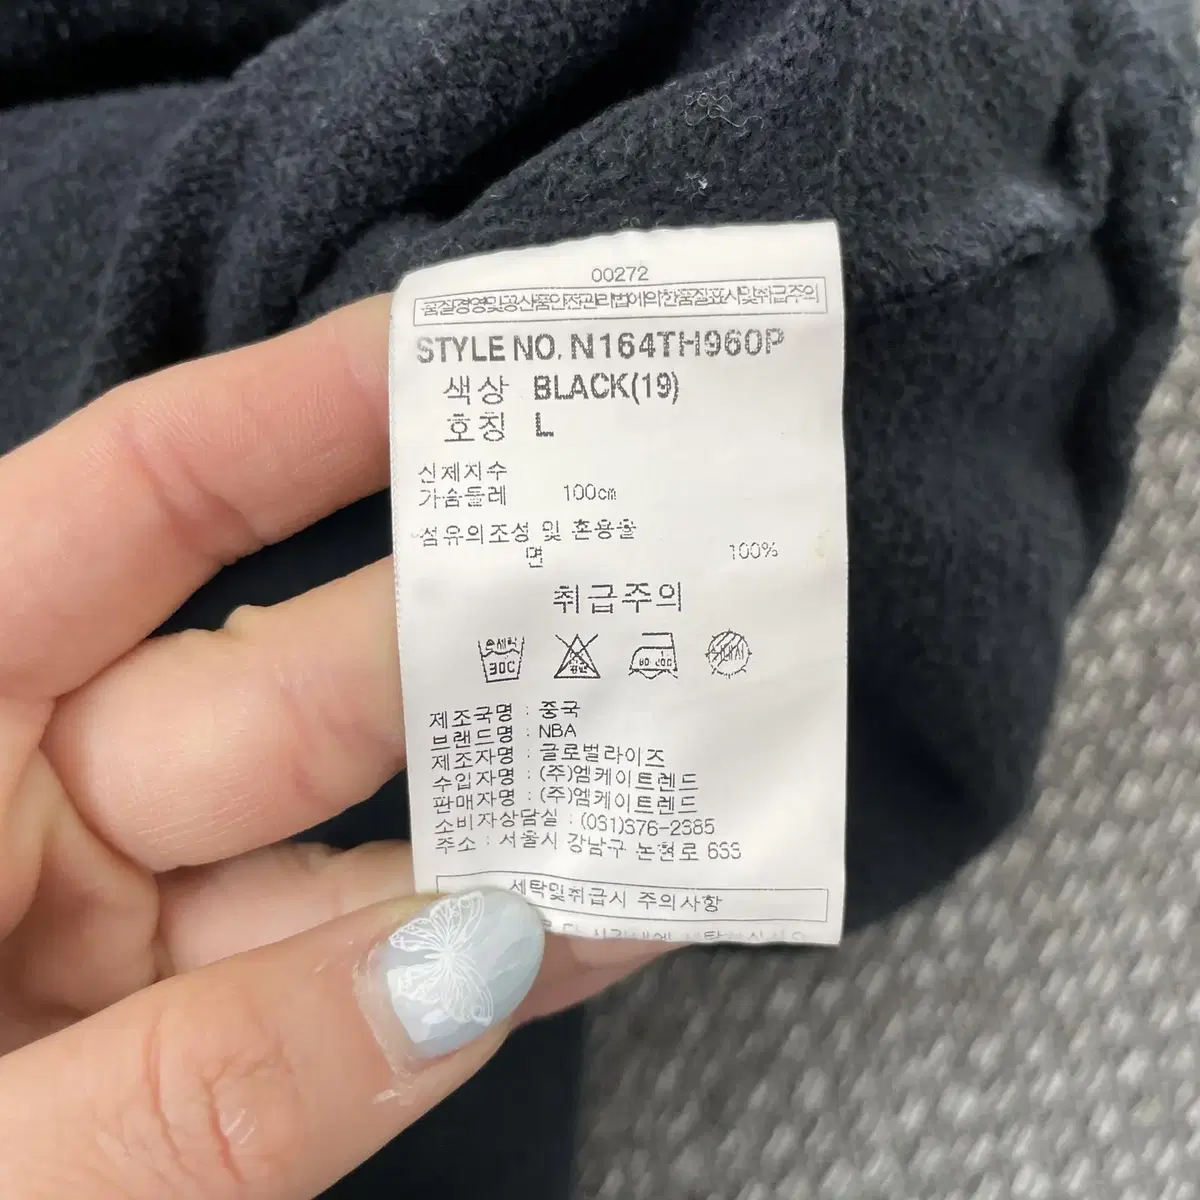 00272
품질경영및공산품안전관리법에의한품질표시및취급주의
STYLE NO. N164TH960P
색상 BLACK(19)
호칭 L
신체지수
가슴둘레 100cm
섬유의조성 및 혼용율
면 100%
취급주의
손세탁
30C
제조국명 : 중국
브랜드명 : NBA
제조자명 : 글로벌라이즈
수입자명 : (주)엠케이트렌드
판매자명 : (주)엠케이트렌드
소비자상담실 : (031)376-2385
주소 : 서울시 강남구 논현로 633
세탁및취급시 주의사항